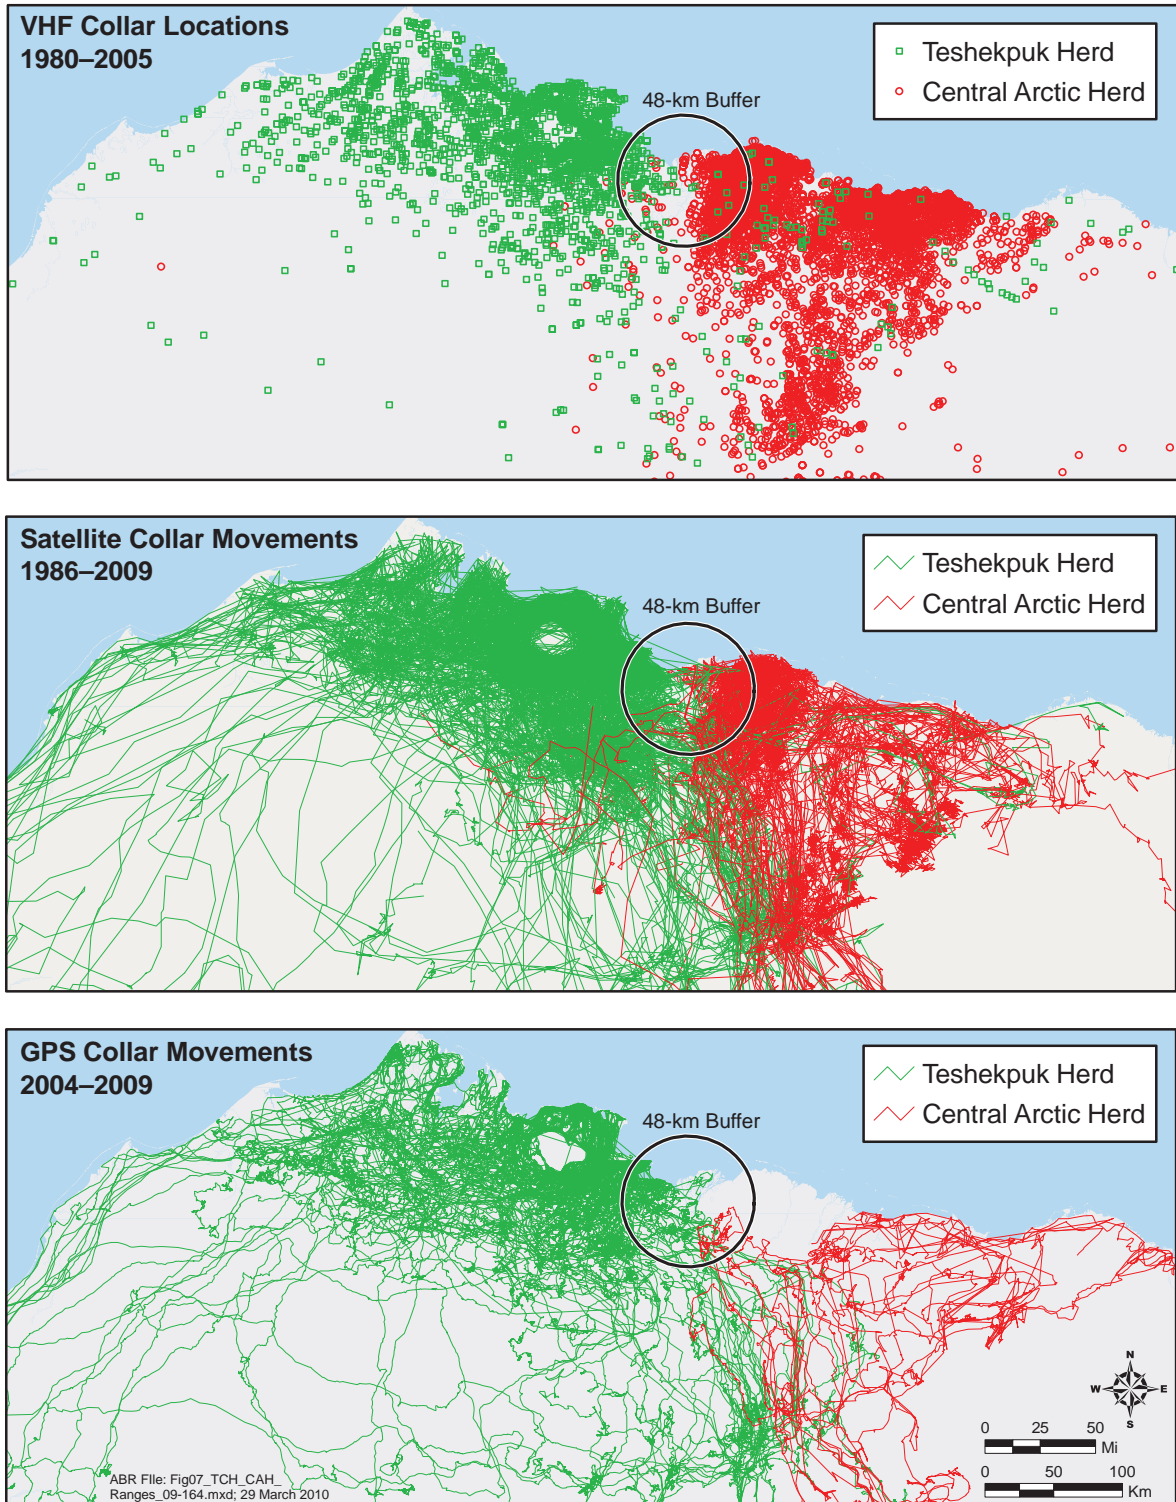 VHF Collar Locations
1980–2005
Teshekpuk Herd
Central Arctic Herd
48-km Buffer
Satellite Collar Movements
1986–2009
Teshekpuk Herd
Central Arctic Herd
48-km Buffer
GPS Collar Movements
2004–2009
Teshekpuk Herd
Central Arctic Herd
48-km Buffer
N
W E
S
0 25 50
Mi
0 50 100
Km
ABR FIle: Fig07_TCH_CAH_
Ranges_09-164.mxd; 29 March 2010